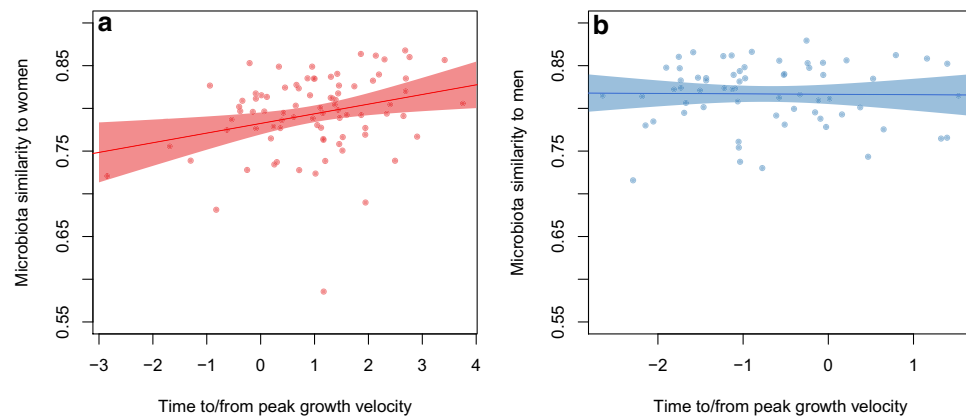 a
Microbiota similarity to women
0.85
0.75
0.65
0.55
−3 −2 −1 0 1 2 3 4
Time to/from peak growth velocity
b
Microbiota similarity to men
0.85
0.75
0.65
0.55
−2 −1 0 1
Time to/from peak growth velocity